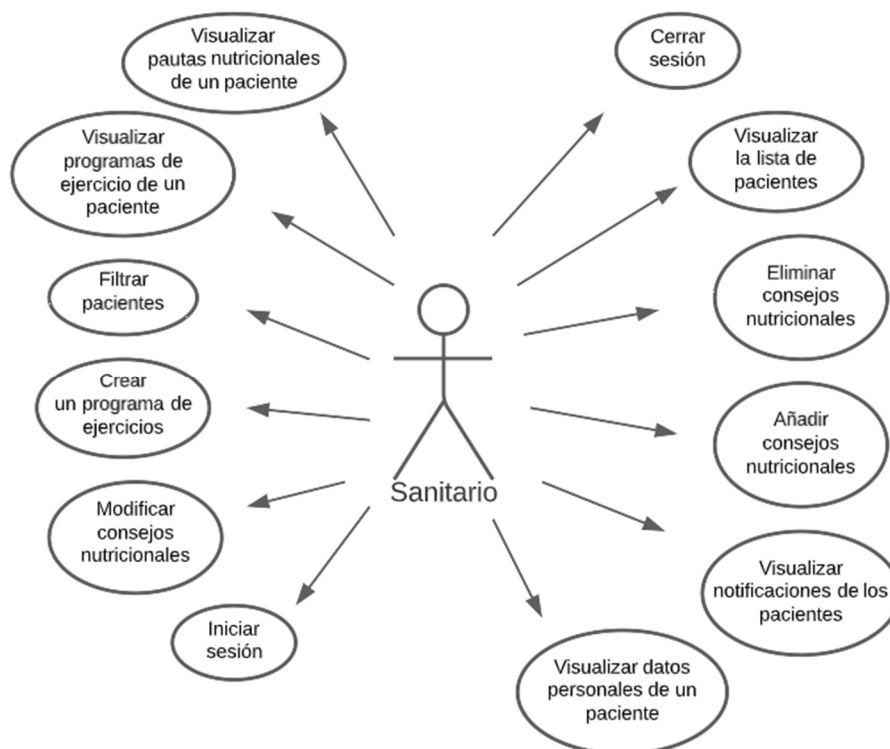 Visualizar
pautas nutricionales
de un paciente
Cerrar
sesión
Visualizar
programas de
ejercicio de un
paciente
Visualizar
la lista de
pacientes
Filtrar
pacientes
Eliminar
consejos
nutricionales
Crear
un programa de
ejercicios
Añadir
consejos
nutricionales
Sanitario
Modificar
consejos
nutricionales
Visualizar
notificaciones de los
pacientes
Iniciar
sesión
Visualizar datos
personales de un
paciente